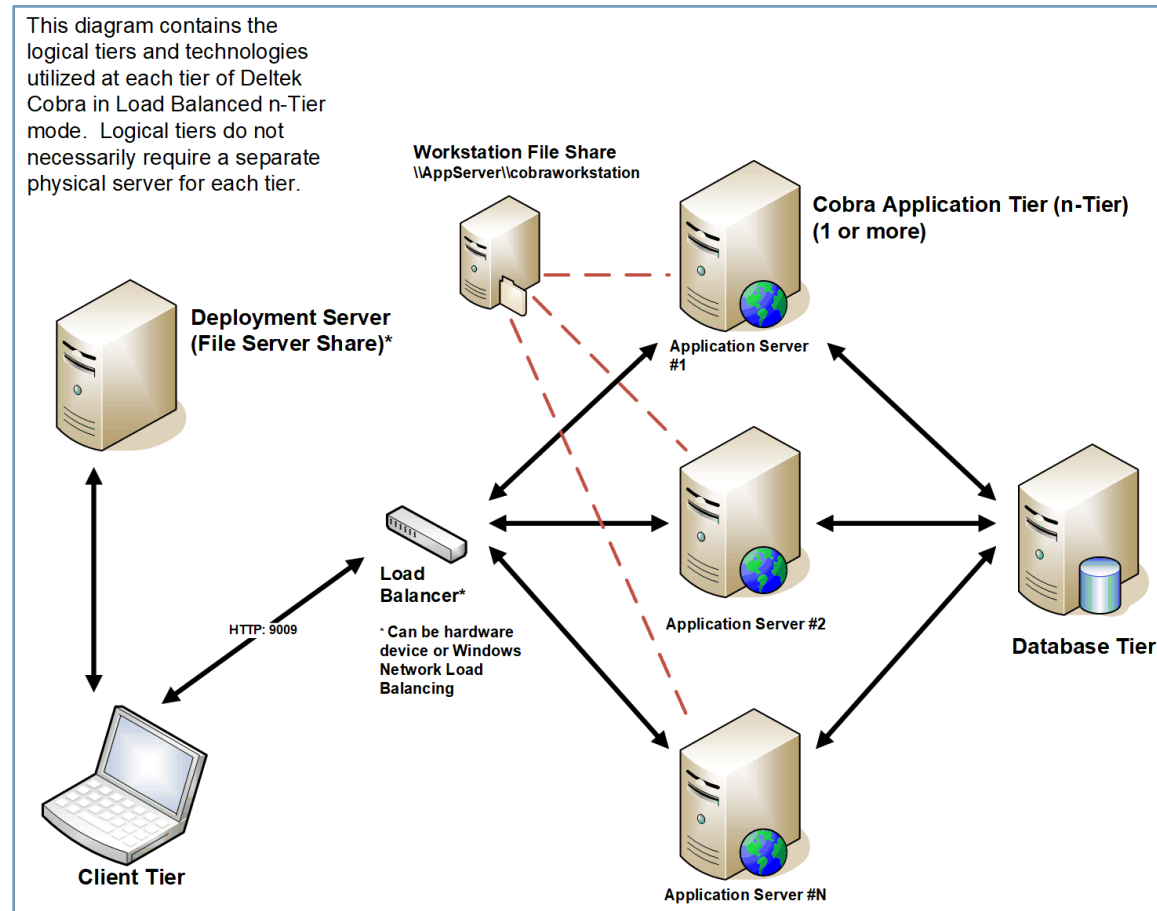 This diagram contains the
logical tiers and technologies
utilized at each tier of Deltek
Cobra in Load Balanced n-Tier
mode.  Logical tiers do not
necessarily require a separate
physical server for each tier.
Workstation File Share
\\AppServer\\cobraworkstation
Cobra Application Tier (n-Tier)
(1 or more)
Deployment Server
(File Server Share)*
Application Server
#1
Load
Balancer*
* Can be hardware
device or Windows
Network Load
Balancing
HTTP: 9009
Application Server #2
Database Tier
Client Tier
Application Server #N